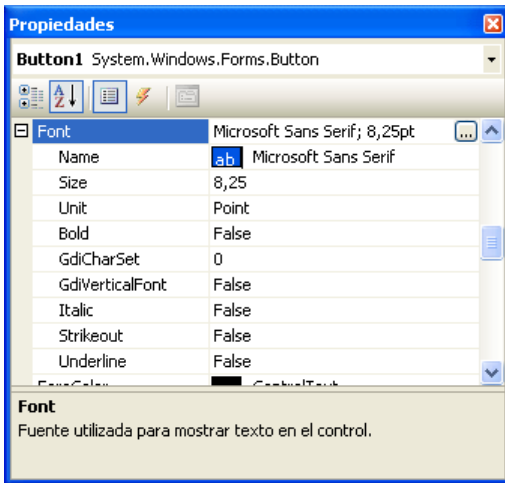 Propiedades
Button1 System.Windows.Forms.Button
Font Microsoft Sans Serif; 8,25pt ...
Name ab Microsoft Sans Serif
Size 8,25
Unit Point
Bold False
GdiCharSet 0
GdiVerticalFont False
Italic False
Strikeout False
Underline False
ForeColor ControlText
Font
Fuente utilizada para mostrar texto en el control.